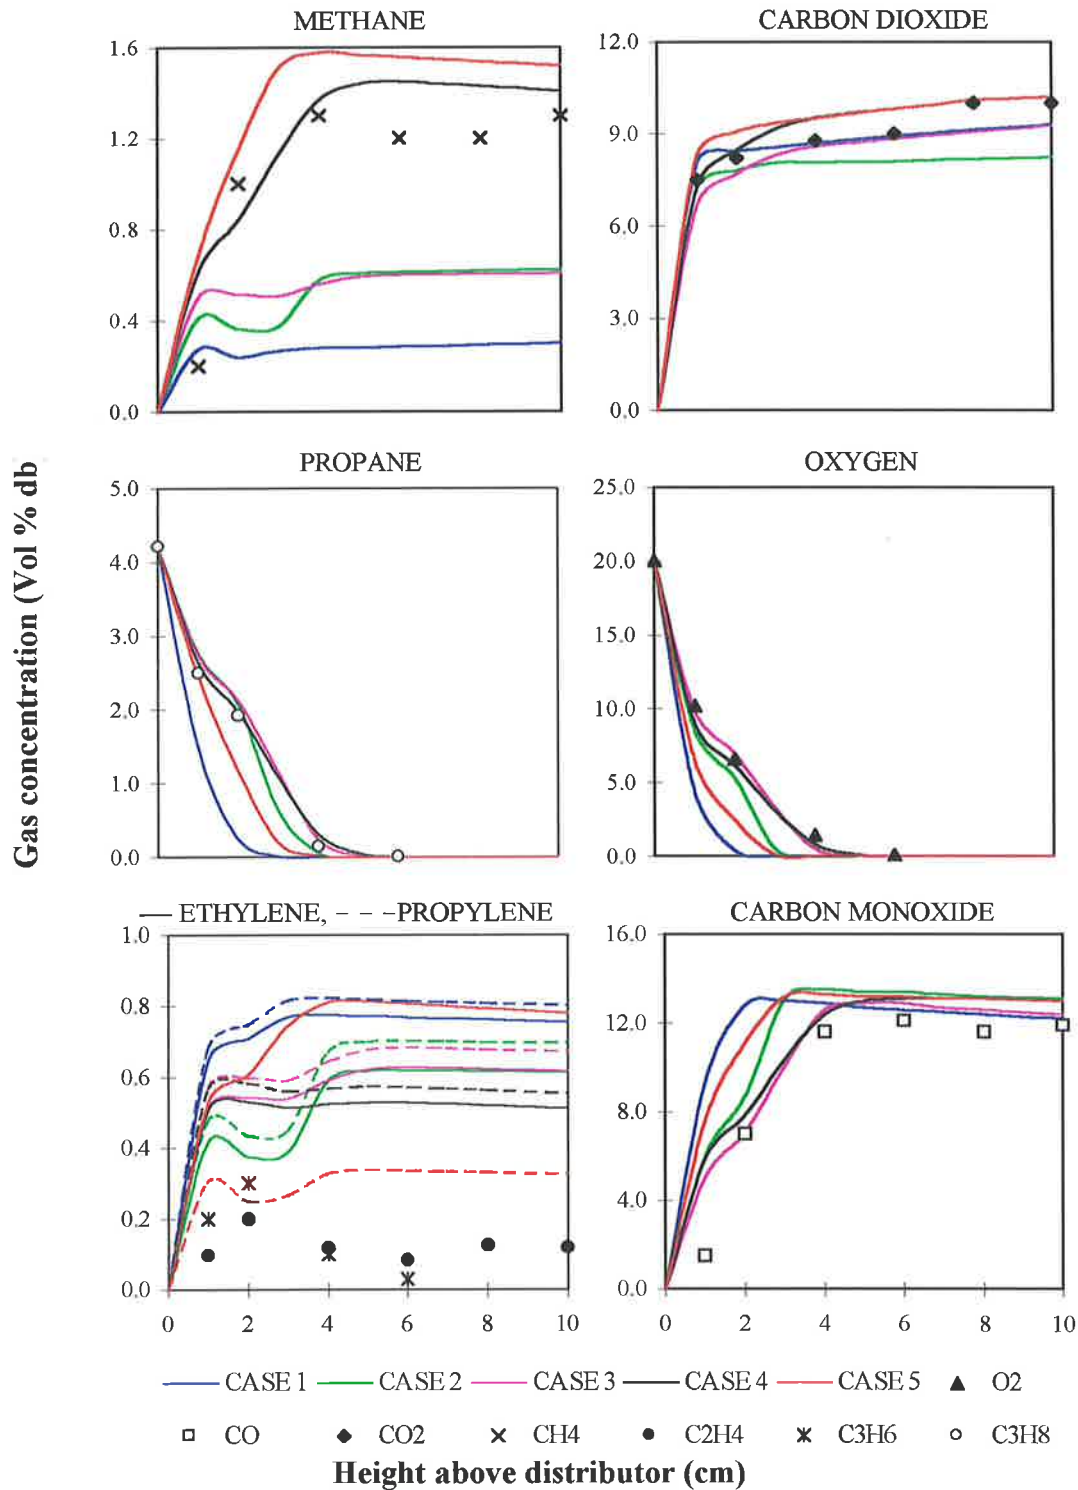 METHANE CARBON DIOXIDE
1.6 12.0
1.2 9.0
0.8 6.0
0.4 3.0
0.0 0.0
Gas concentration (Vol % db
PROPANE OXYGEN
5.0 25.0
4.0 20.0
3.0 15.0
2.0 10.0
1.0 5.0
0.0 0.0
— ETHYLENE, - - -PROPYLENE CARBON MONOXIDE
1.0 16.0
0.8 12.0
0.6 8.0
0.4 4.0
0.2 0.0
0.0
0 2 4 6 8 10 0 2 4 6 8 10
CASE 1 CASE 2 CASE 3 CASE 4 CASE 5 O2
CO CO2 CH4 C2H4 C3H6 C3H8
Height above distributor (cm)